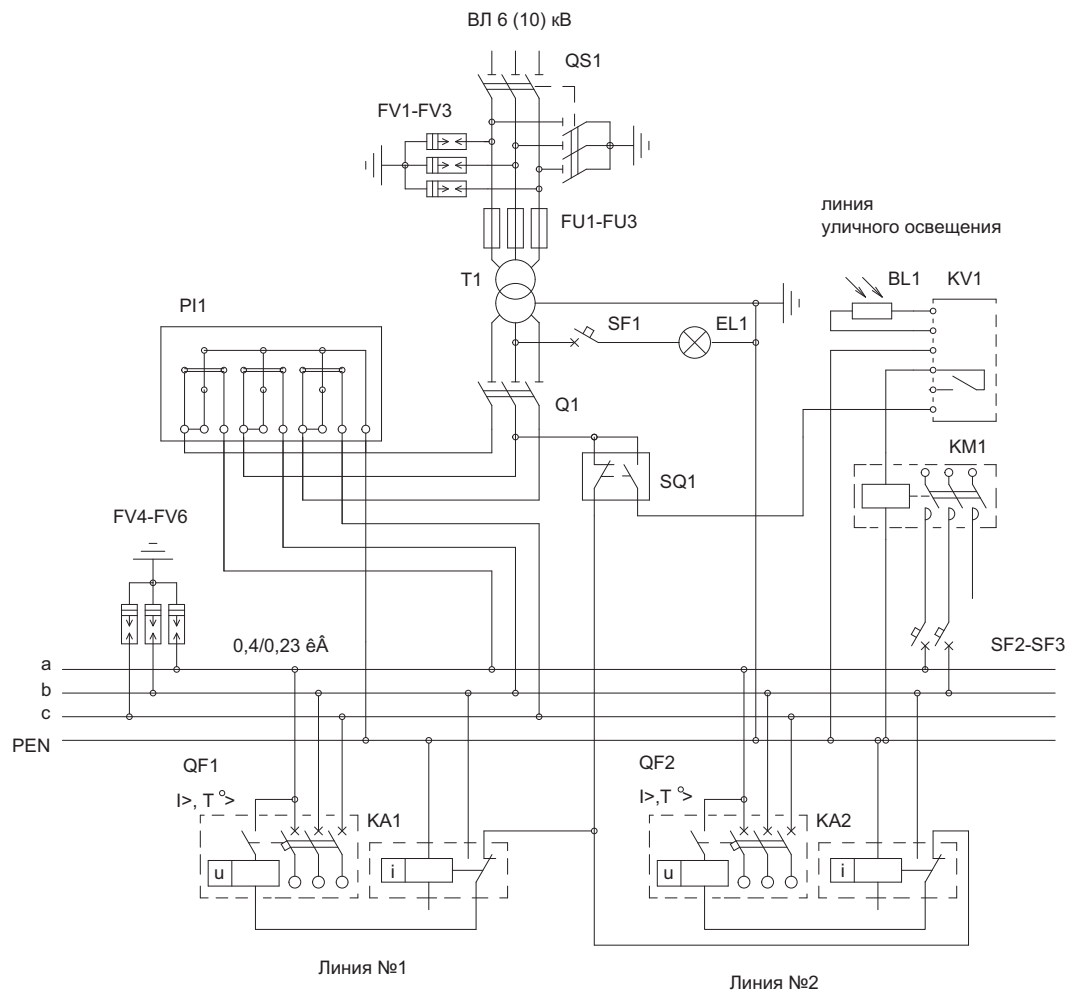 ВЛ 6 (10) кВ
QS1
FV1-FV3
FU1-FU3
линия
уличного освещения
T1
BL1
KV1
PI1
SF1
EL1
Q1
KM1
SQ1
FV4-FV6
0,4/0,23 êÂ
SF2-SF3
a
b
c
PEN
QF1
QF2
I>, T °>
I>,T °>
KA1
KA2
u
i
u
i
Линия №1
Линия №2